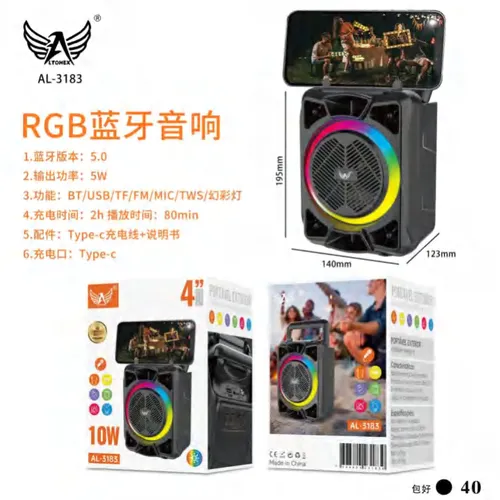 ALTOMEX
®
AL-3183
RGB蓝牙音响
1.蓝牙版本：5.0
2.输出功率：5W
3.功能：BT/USB/TF/FM/MIC/TWS/幻彩灯
4.充电时间：2h 播放时间：80min
5.配件：Type-c充电线+说明书
6.充电口：Type-c
195mm
140mm
123mm
4"
10W
AL-3183
AL-3183
Made in China
包好 ● 40